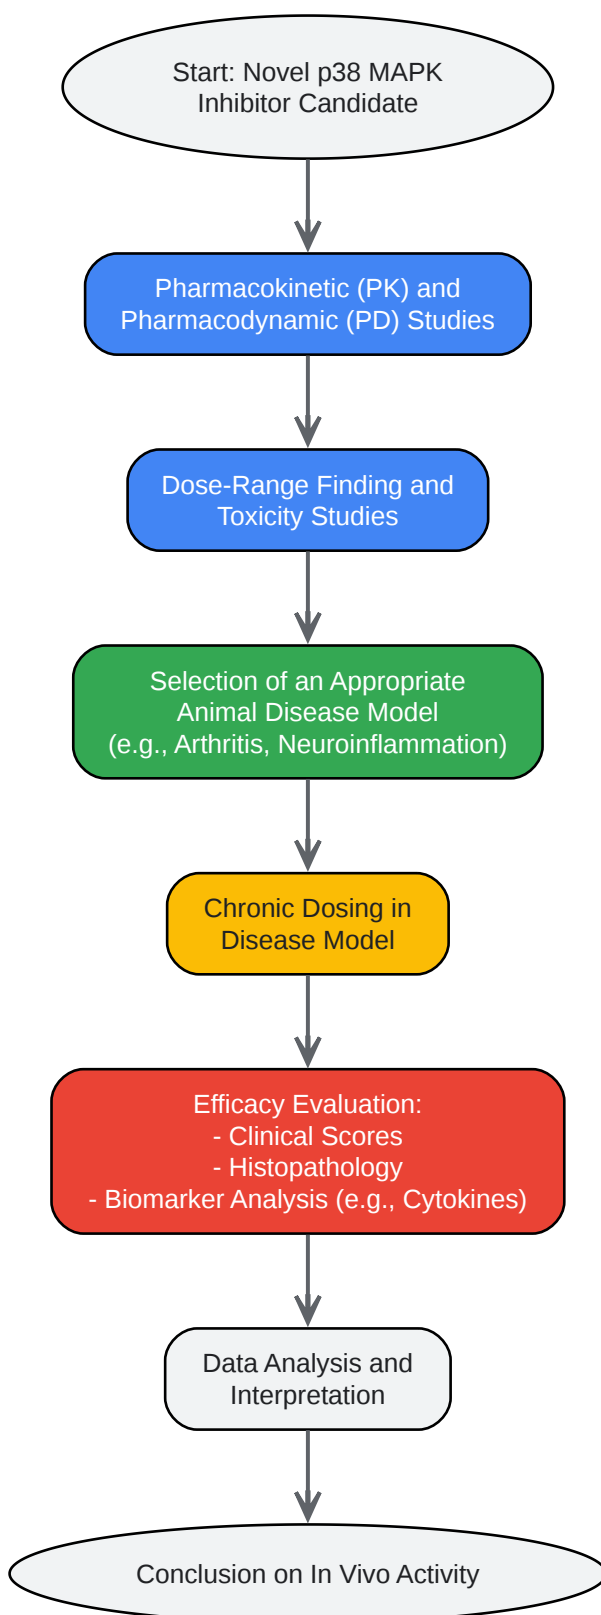 Start: Novel p38 MAPK
Inhibitor Candidate
Pharmacokinetic (PK) and
Pharmacodynamic (PD) Studies
Dose-Range Finding and
Toxicity Studies
Selection of an Appropriate
Animal Disease Model
(e.g., Arthritis, Neuroinflammation)
Chronic Dosing in
Disease Model
Efficacy Evaluation:
- Clinical Scores
- Histopathology
- Biomarker Analysis (e.g., Cytokines)
Data Analysis and
Interpretation
Conclusion on In Vivo Activity